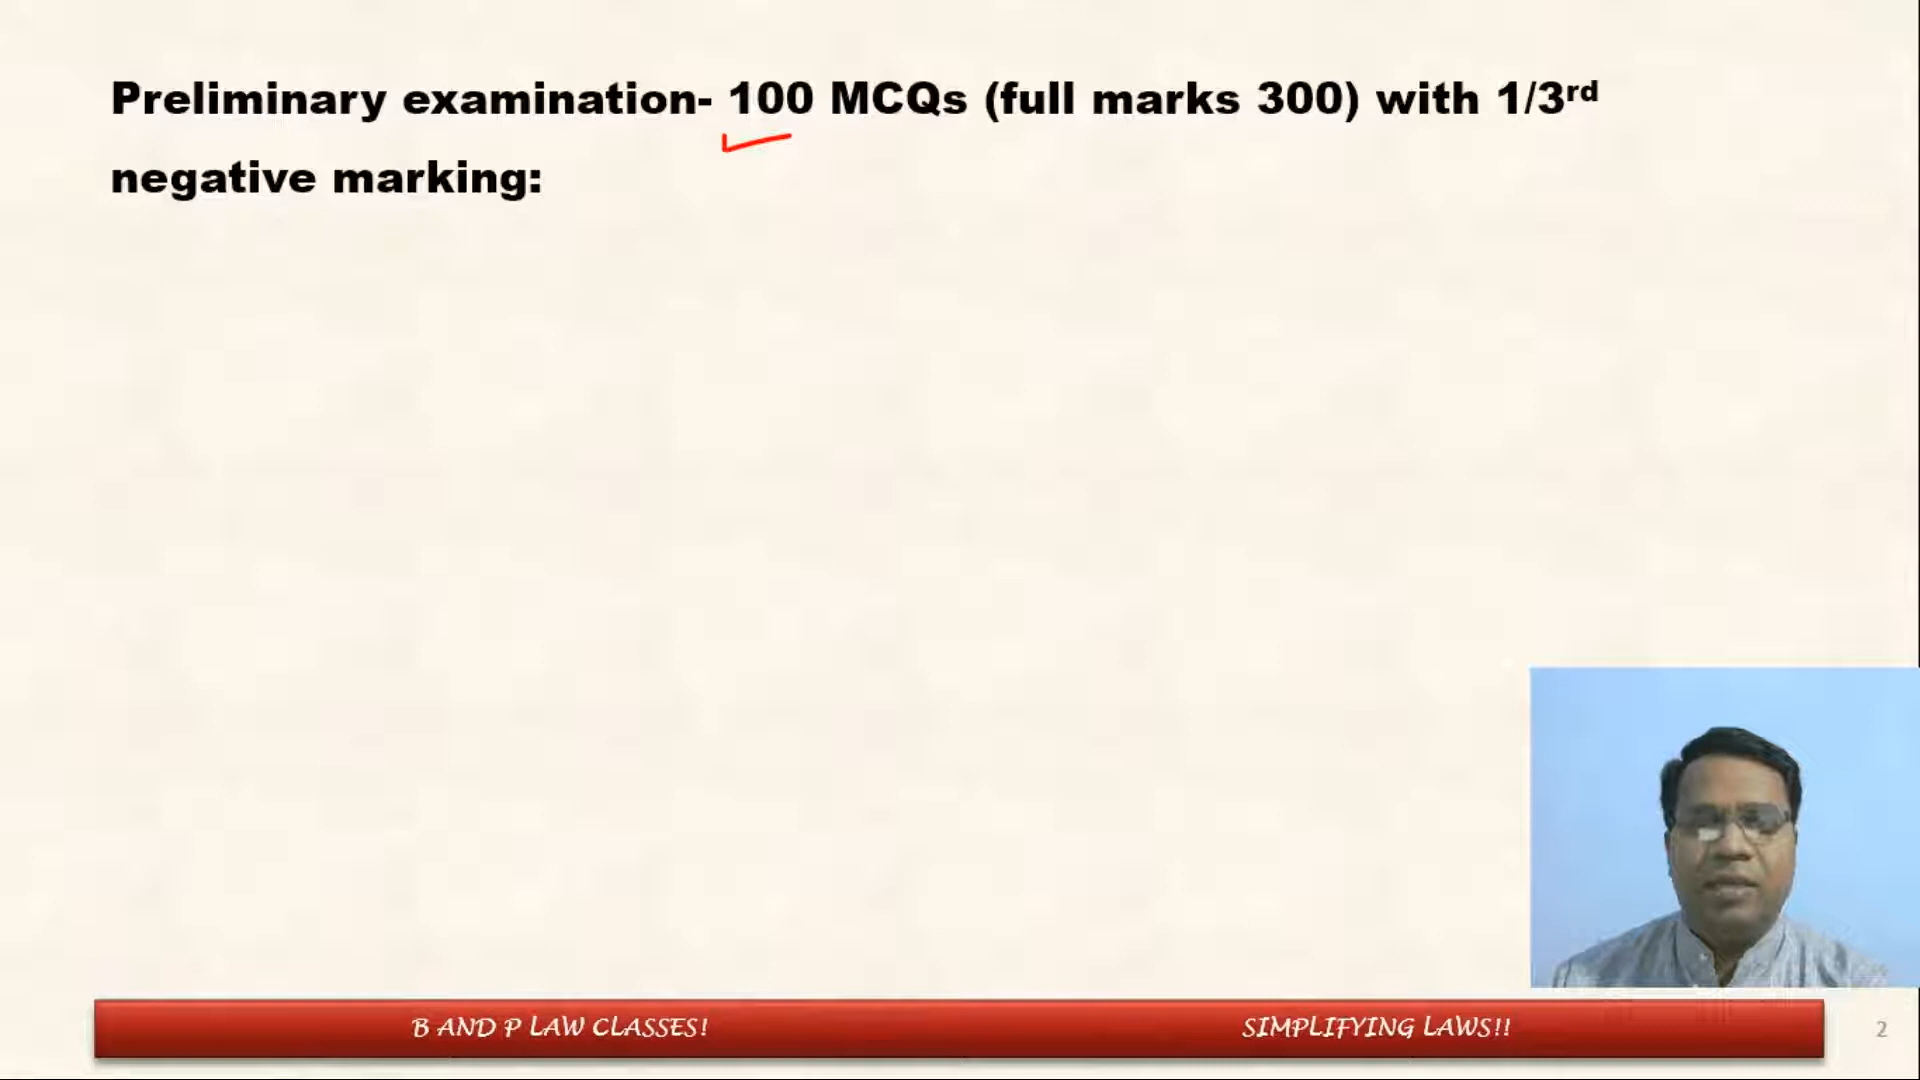 Preliminary examination- 100 MCQs (full marks 300) with 1/3rd
negative marking:
B AND P LAW CLASSES!
SIMPLIFYING LAWS!!
2